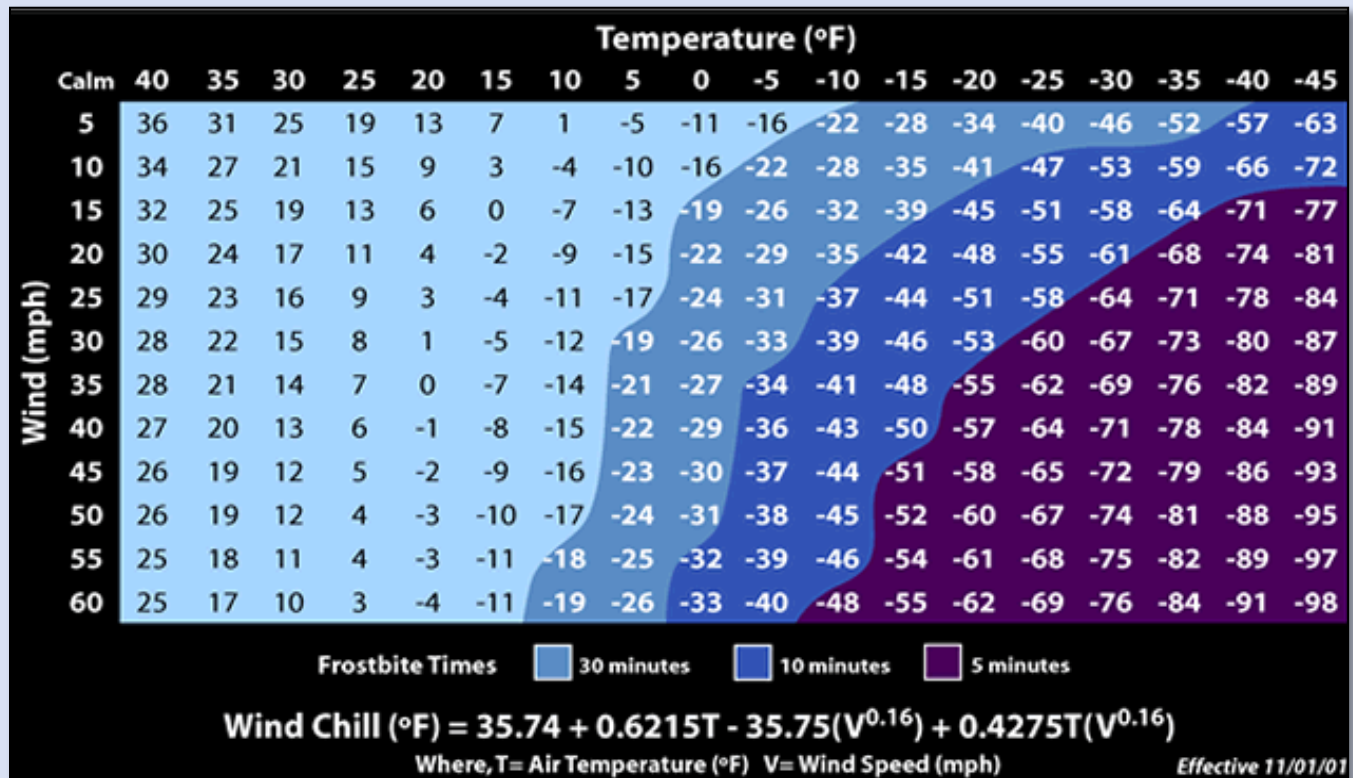 Temperature (ºF)
Calm 40 35 30 25 20 15 10 5 0 -5 -10 -15 -20 -25 -30 -35 -40 -45
5 36 31 25 19 13 7 1 -5 -11 -16 -22 -28 -34 -40 -46 -52 -57 -63
10 34 27 21 15 9 3 -4 -10 -16 -22 -28 -35 -41 -47 -53 -59 -66 -72
15 32 25 19 13 6 0 -7 -13 -19 -26 -32 -39 -45 -51 -58 -64 -71 -77
20 30 24 17 11 4 -2 -9 -15 -22 -29 -35 -42 -48 -55 -61 -68 -74 -81
25 29 23 16 9 3 -4 -11 -17 -24 -31 -37 -44 -51 -58 -64 -71 -78 -84
30 28 22 15 8 1 -5 -12 -19 -26 -33 -39 -46 -53 -60 -67 -73 -80 -87
35 28 21 14 7 0 -7 -14 -21 -27 -34 -41 -48 -55 -62 -69 -76 -82 -89
40 27 20 13 6 -1 -8 -15 -22 -29 -36 -43 -50 -57 -64 -71 -78 -84 -91
45 26 19 12 5 -2 -9 -16 -23 -30 -37 -44 -51 -58 -65 -72 -79 -86 -93
50 26 19 12 4 -3 -10 -17 -24 -31 -38 -45 -52 -60 -67 -74 -81 -88 -95
55 25 18 11 4 -3 -11 -18 -25 -32 -39 -46 -54 -61 -68 -75 -82 -89 -97
60 25 17 10 3 -4 -11 -19 -26 -33 -40 -48 -55 -62 -69 -76 -84 -91 -98
Wind (mph)
Frostbite Times 30 minutes 10 minutes 5 minutes
Wind Chill (ºF) = 35.74 + 0.6215T - 35.75(V^0.16) + 0.4275T(V^0.16)
Where, T= Air Temperature (ºF) V= Wind Speed (mph) Effective 11/01/01